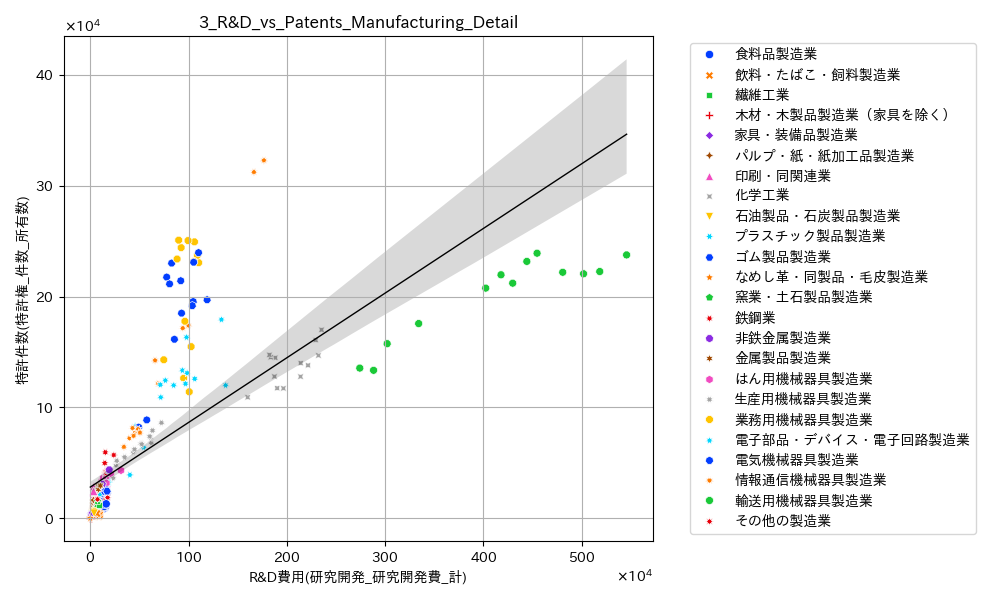 3_R&D_vs_Patents_Manufacturing_Detail
×10⁴
特許件数(特許権_件数_所有数)
40
30
20
10
0
0 100 200 300 400 500
R&D費用(研究開発_研究開発費_計)
×10⁴
食料品製造業
飲料・たばこ・飼料製造業
繊維工業
木材・木製品製造業（家具を除く）
家具・装備品製造業
パルプ・紙・紙加工品製造業
印刷・同関連業
化学工業
石油製品・石炭製品製造業
プラスチック製品製造業
ゴム製品製造業
なめし革・同製品・毛皮製造業
窯業・土石製品製造業
鉄鋼業
非鉄金属製造業
金属製品製造業
はん用機械器具製造業
生産用機械器具製造業
業務用機械器具製造業
電子部品・デバイス・電子回路製造業
電気機械器具製造業
情報通信機械器具製造業
輸送用機械器具製造業
その他の製造業